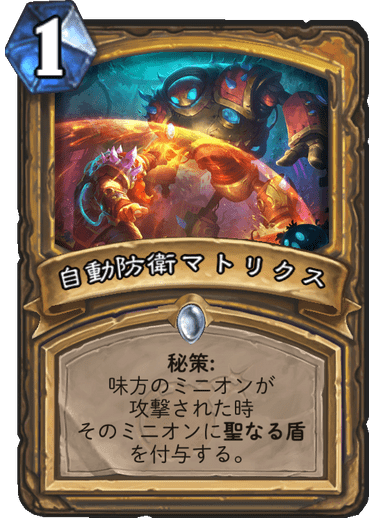 1
自動防衛マトリクス
秘策:
味方のミニオンが
攻撃された時
そのミニオンに聖なる盾
を付与する。